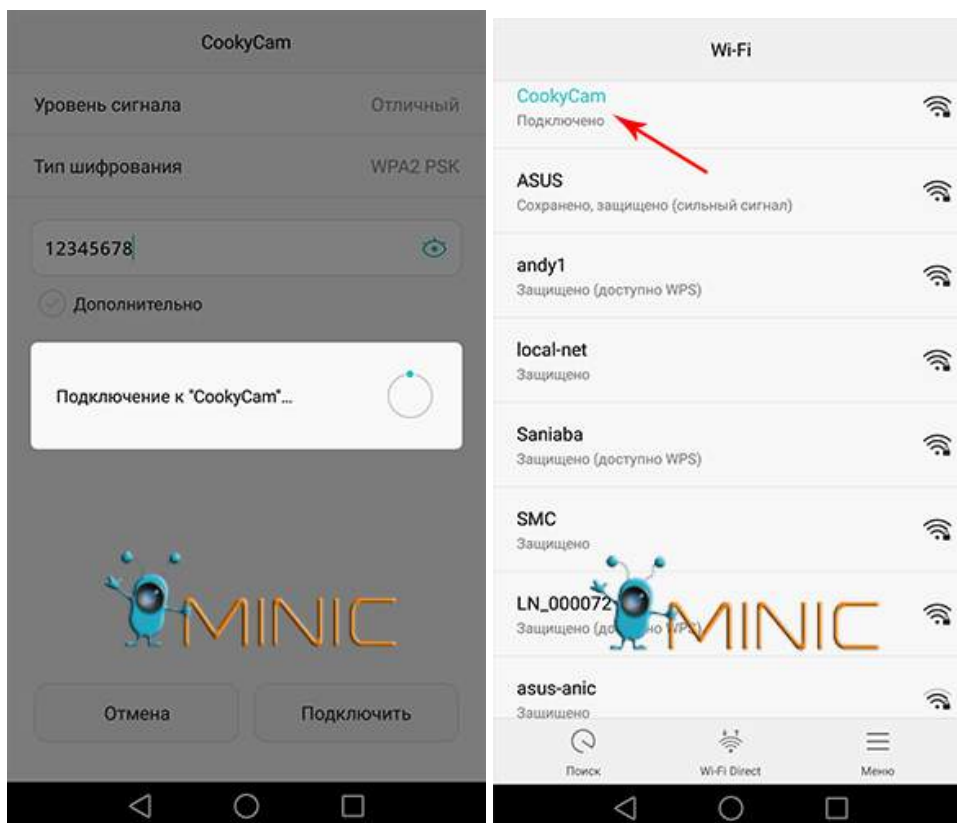 CookyCam
Уровень сигнала Отличный
Тип шифрования WPA2 PSK
12345678
Дополнительно
Подключение к "CookyCam"...
MINIC
Отмена Подключить
Wi-Fi
CookyCam
Подключено
ASUS
Сохранено, защищено (сильный сигнал)
andy1
Защищено (доступно WPS)
local-net
Защищено
Saniaba
Защищено (доступно WPS)
SMC
Защищено
LN_000072
Защищено WPS)
MINIC
asus-anic
Защищено
Поиск Wi-Fi Direct Меню